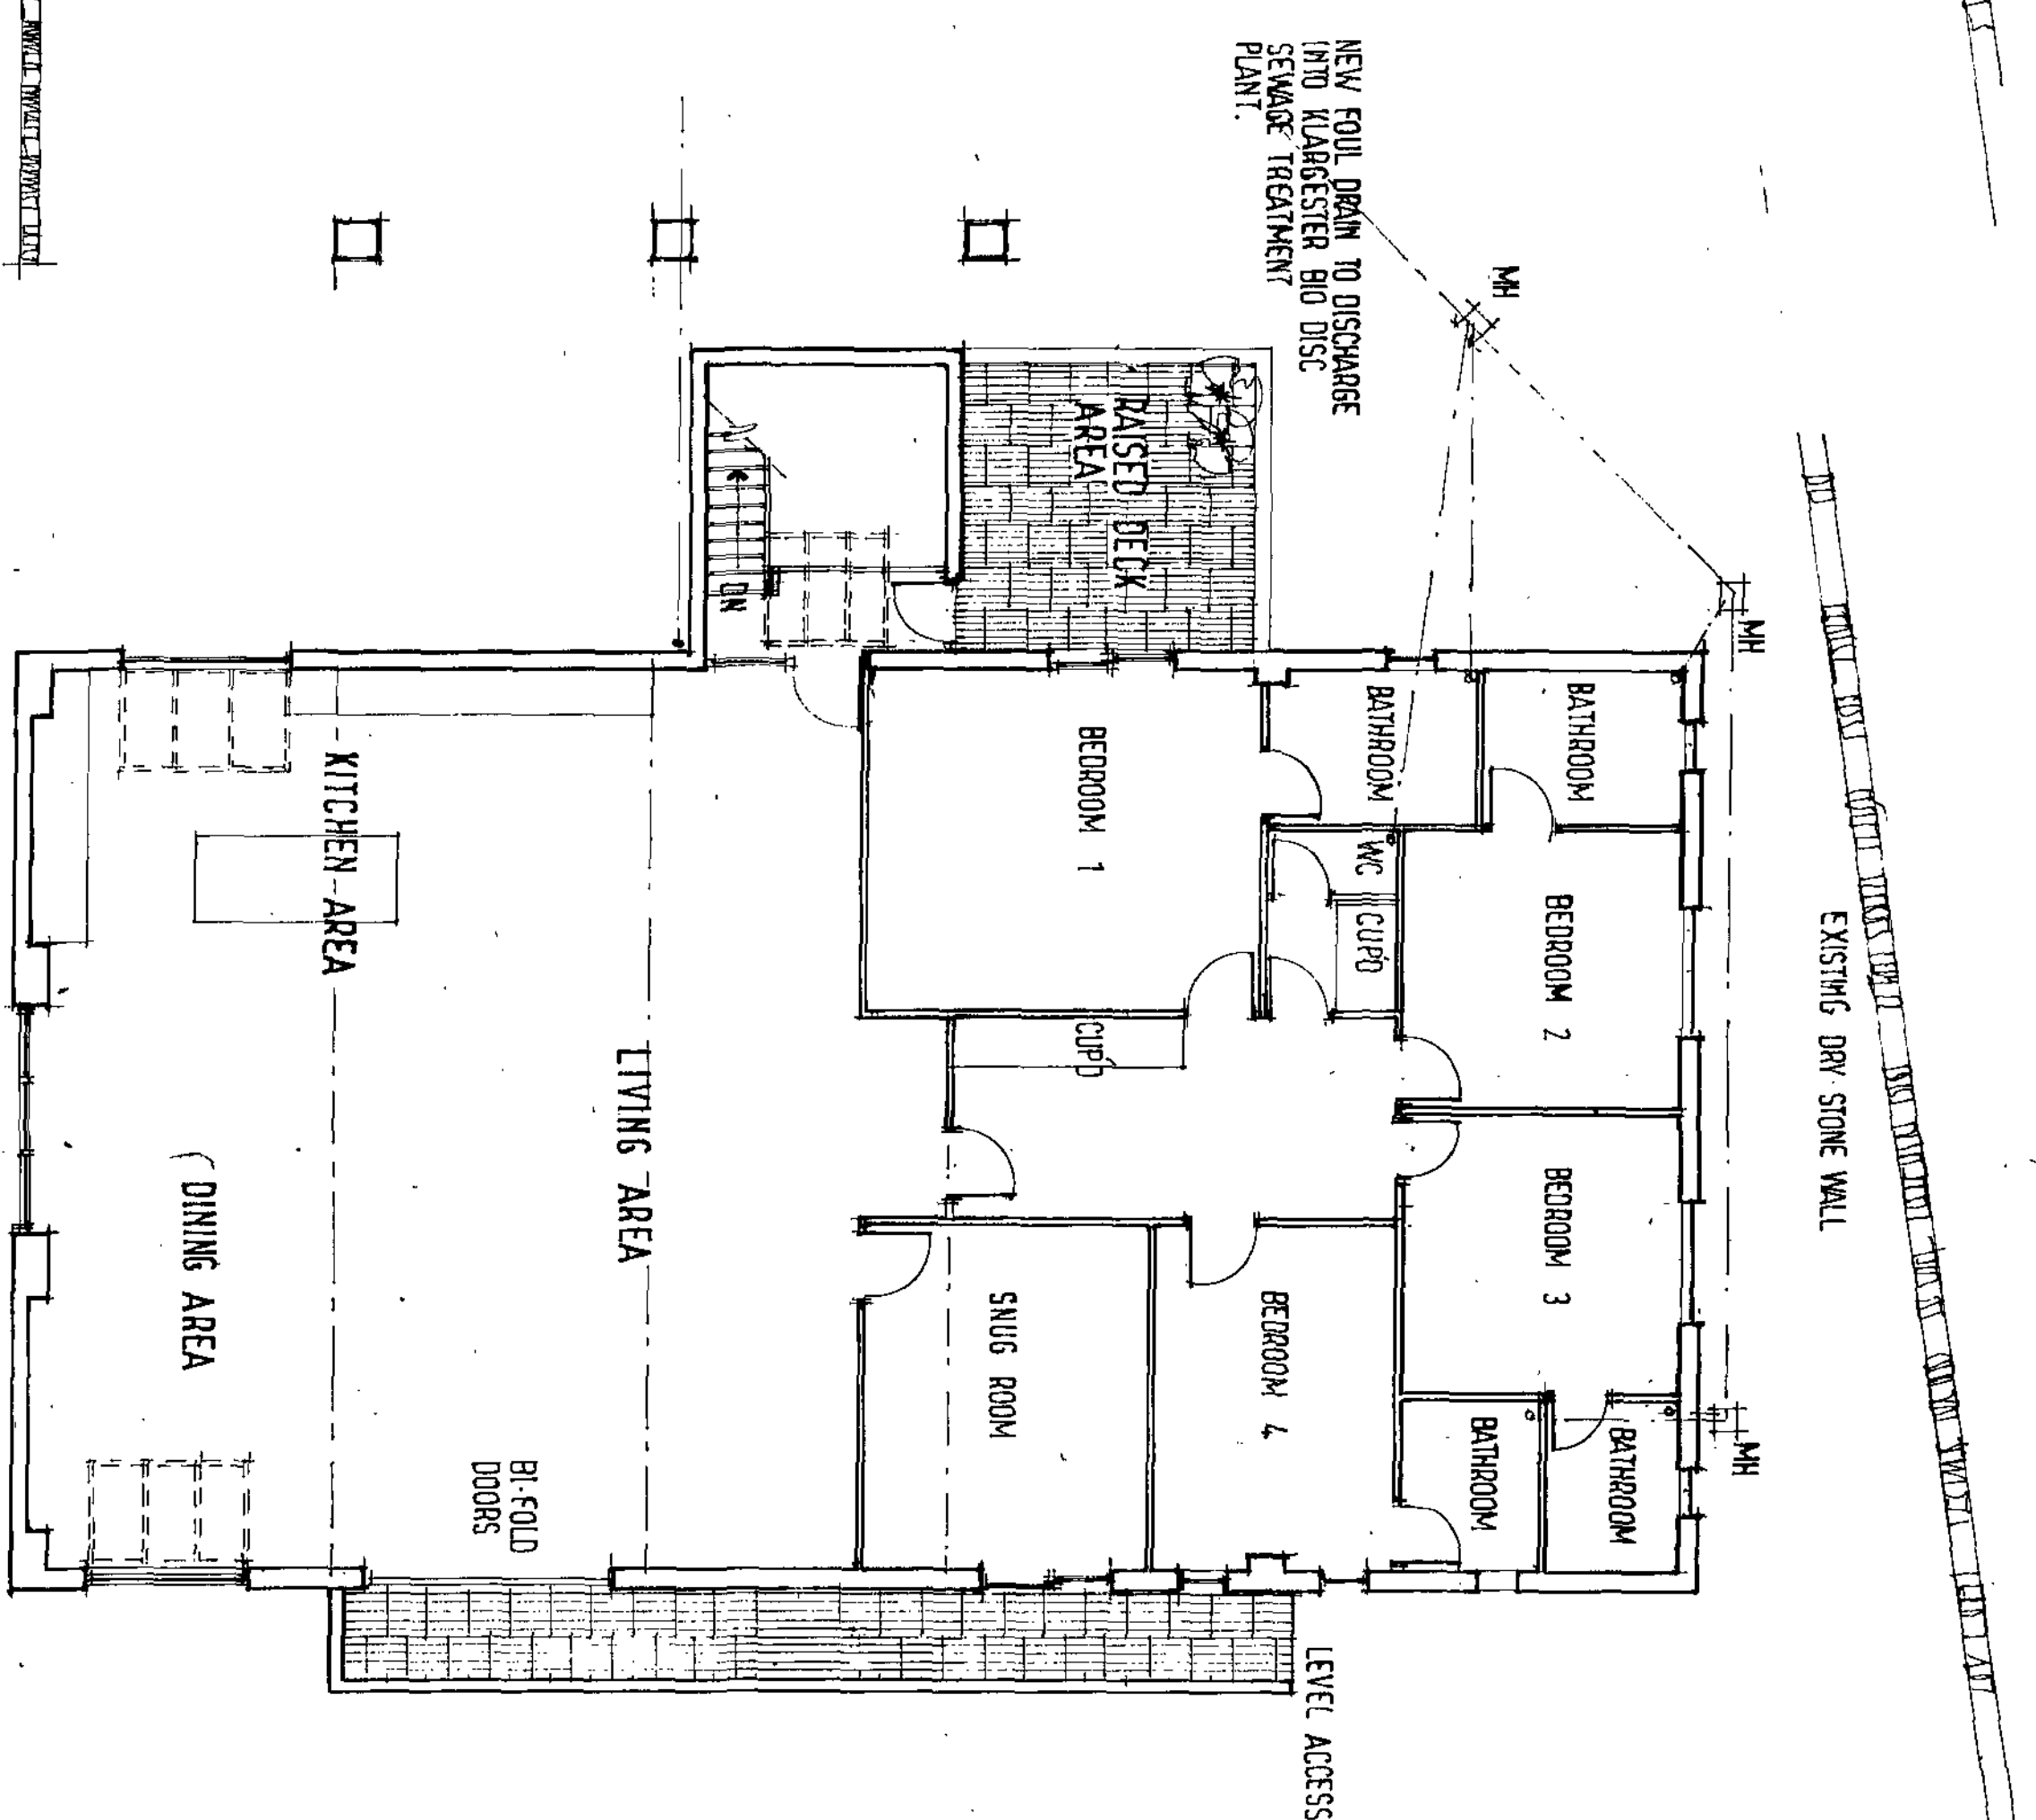 NEW FOUL DRAIN TO DISCHARGE
INTO KLARGESTER BIO DISC
SEWAGE TREATMENT
PLANT.
MH
MH
MH
EXISTING DRY STONE WALL
RAISED DECK
AREA
DN
BATHROOM
BATHROOM
BEDROOM 1
WC
CUP'D
BEDROOM 2
CUP'D
BEDROOM 3
BATHROOM
BATHROOM
BEDROOM 4
SNUG ROOM
KITCHEN AREA
LIVING AREA
DINING AREA
BI-FOLD
DOORS
LEVEL ACCESS